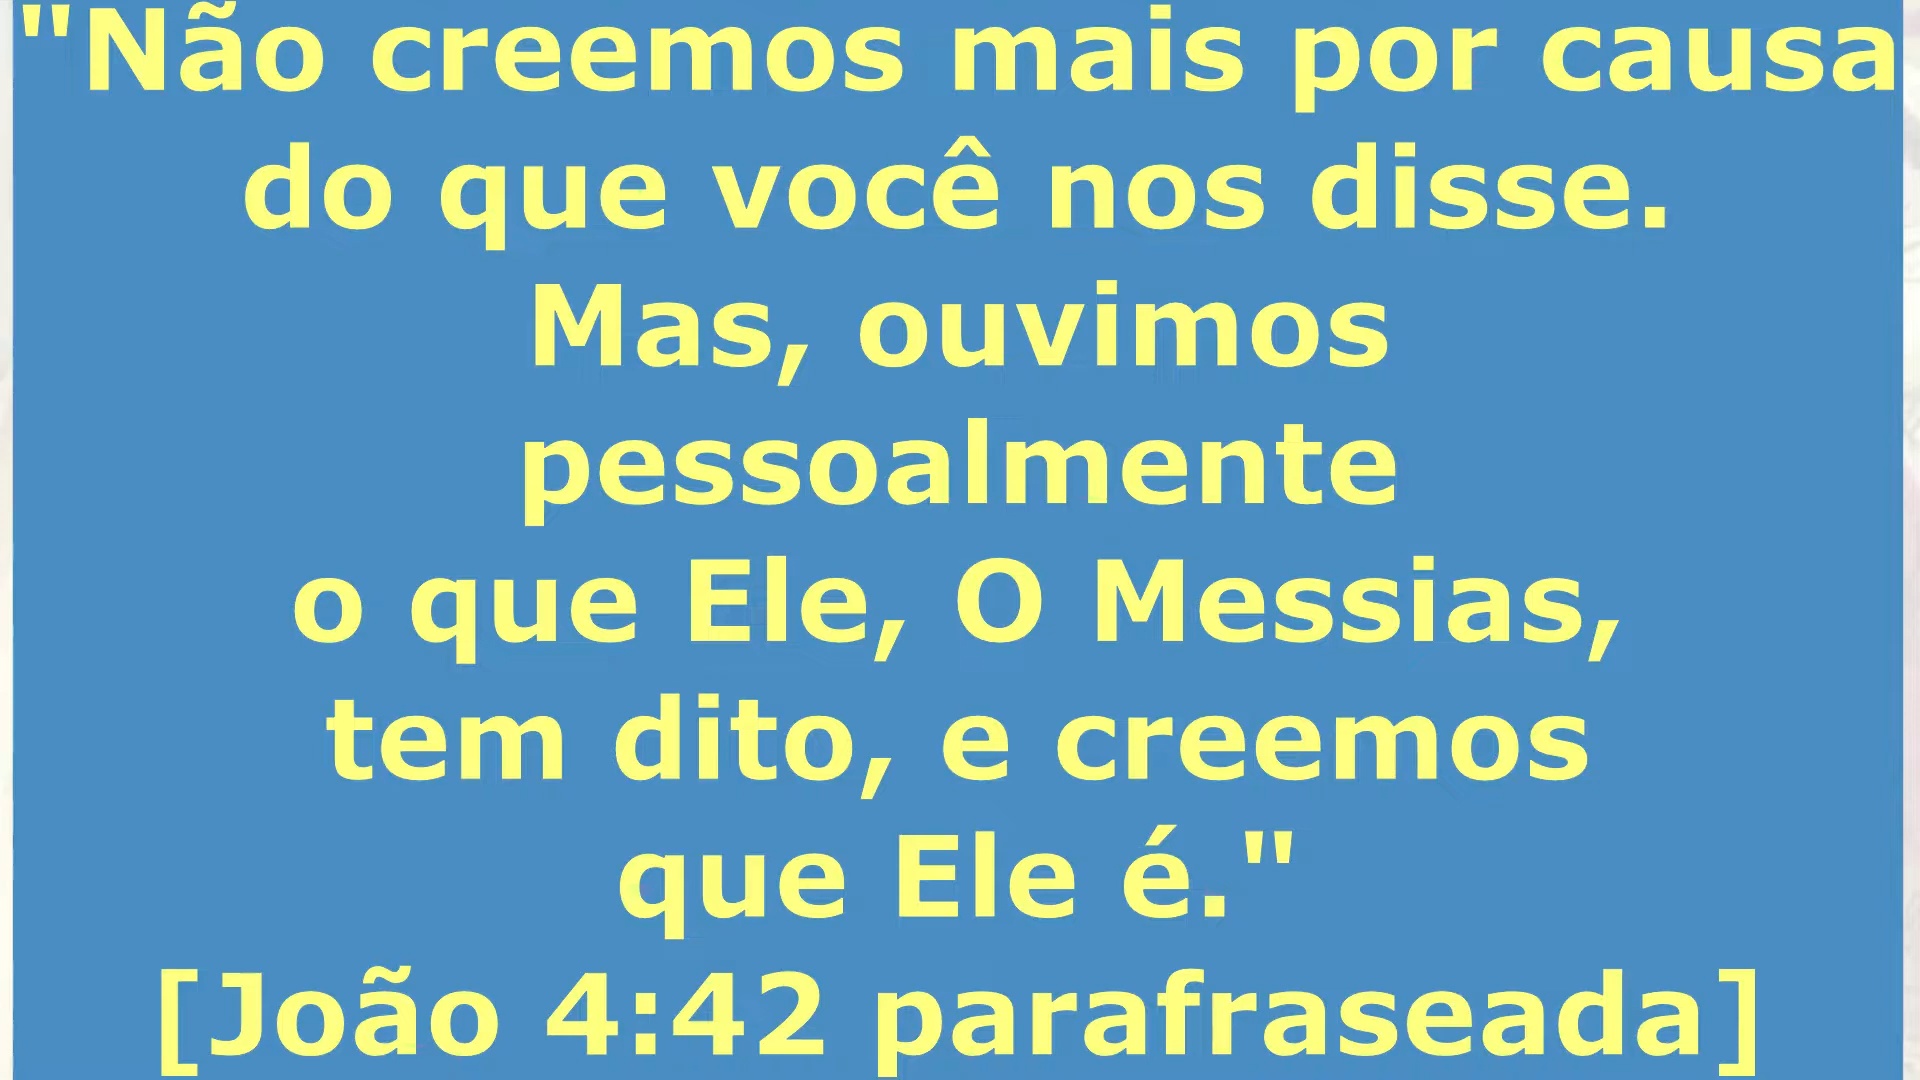 "Não creemos mais por causa
do que você nos disse.
Mas, ouvimos
pessoalmente
o que Ele, O Messias,
tem dito, e creemos
que Ele é."
[João 4:42 parafraseada]